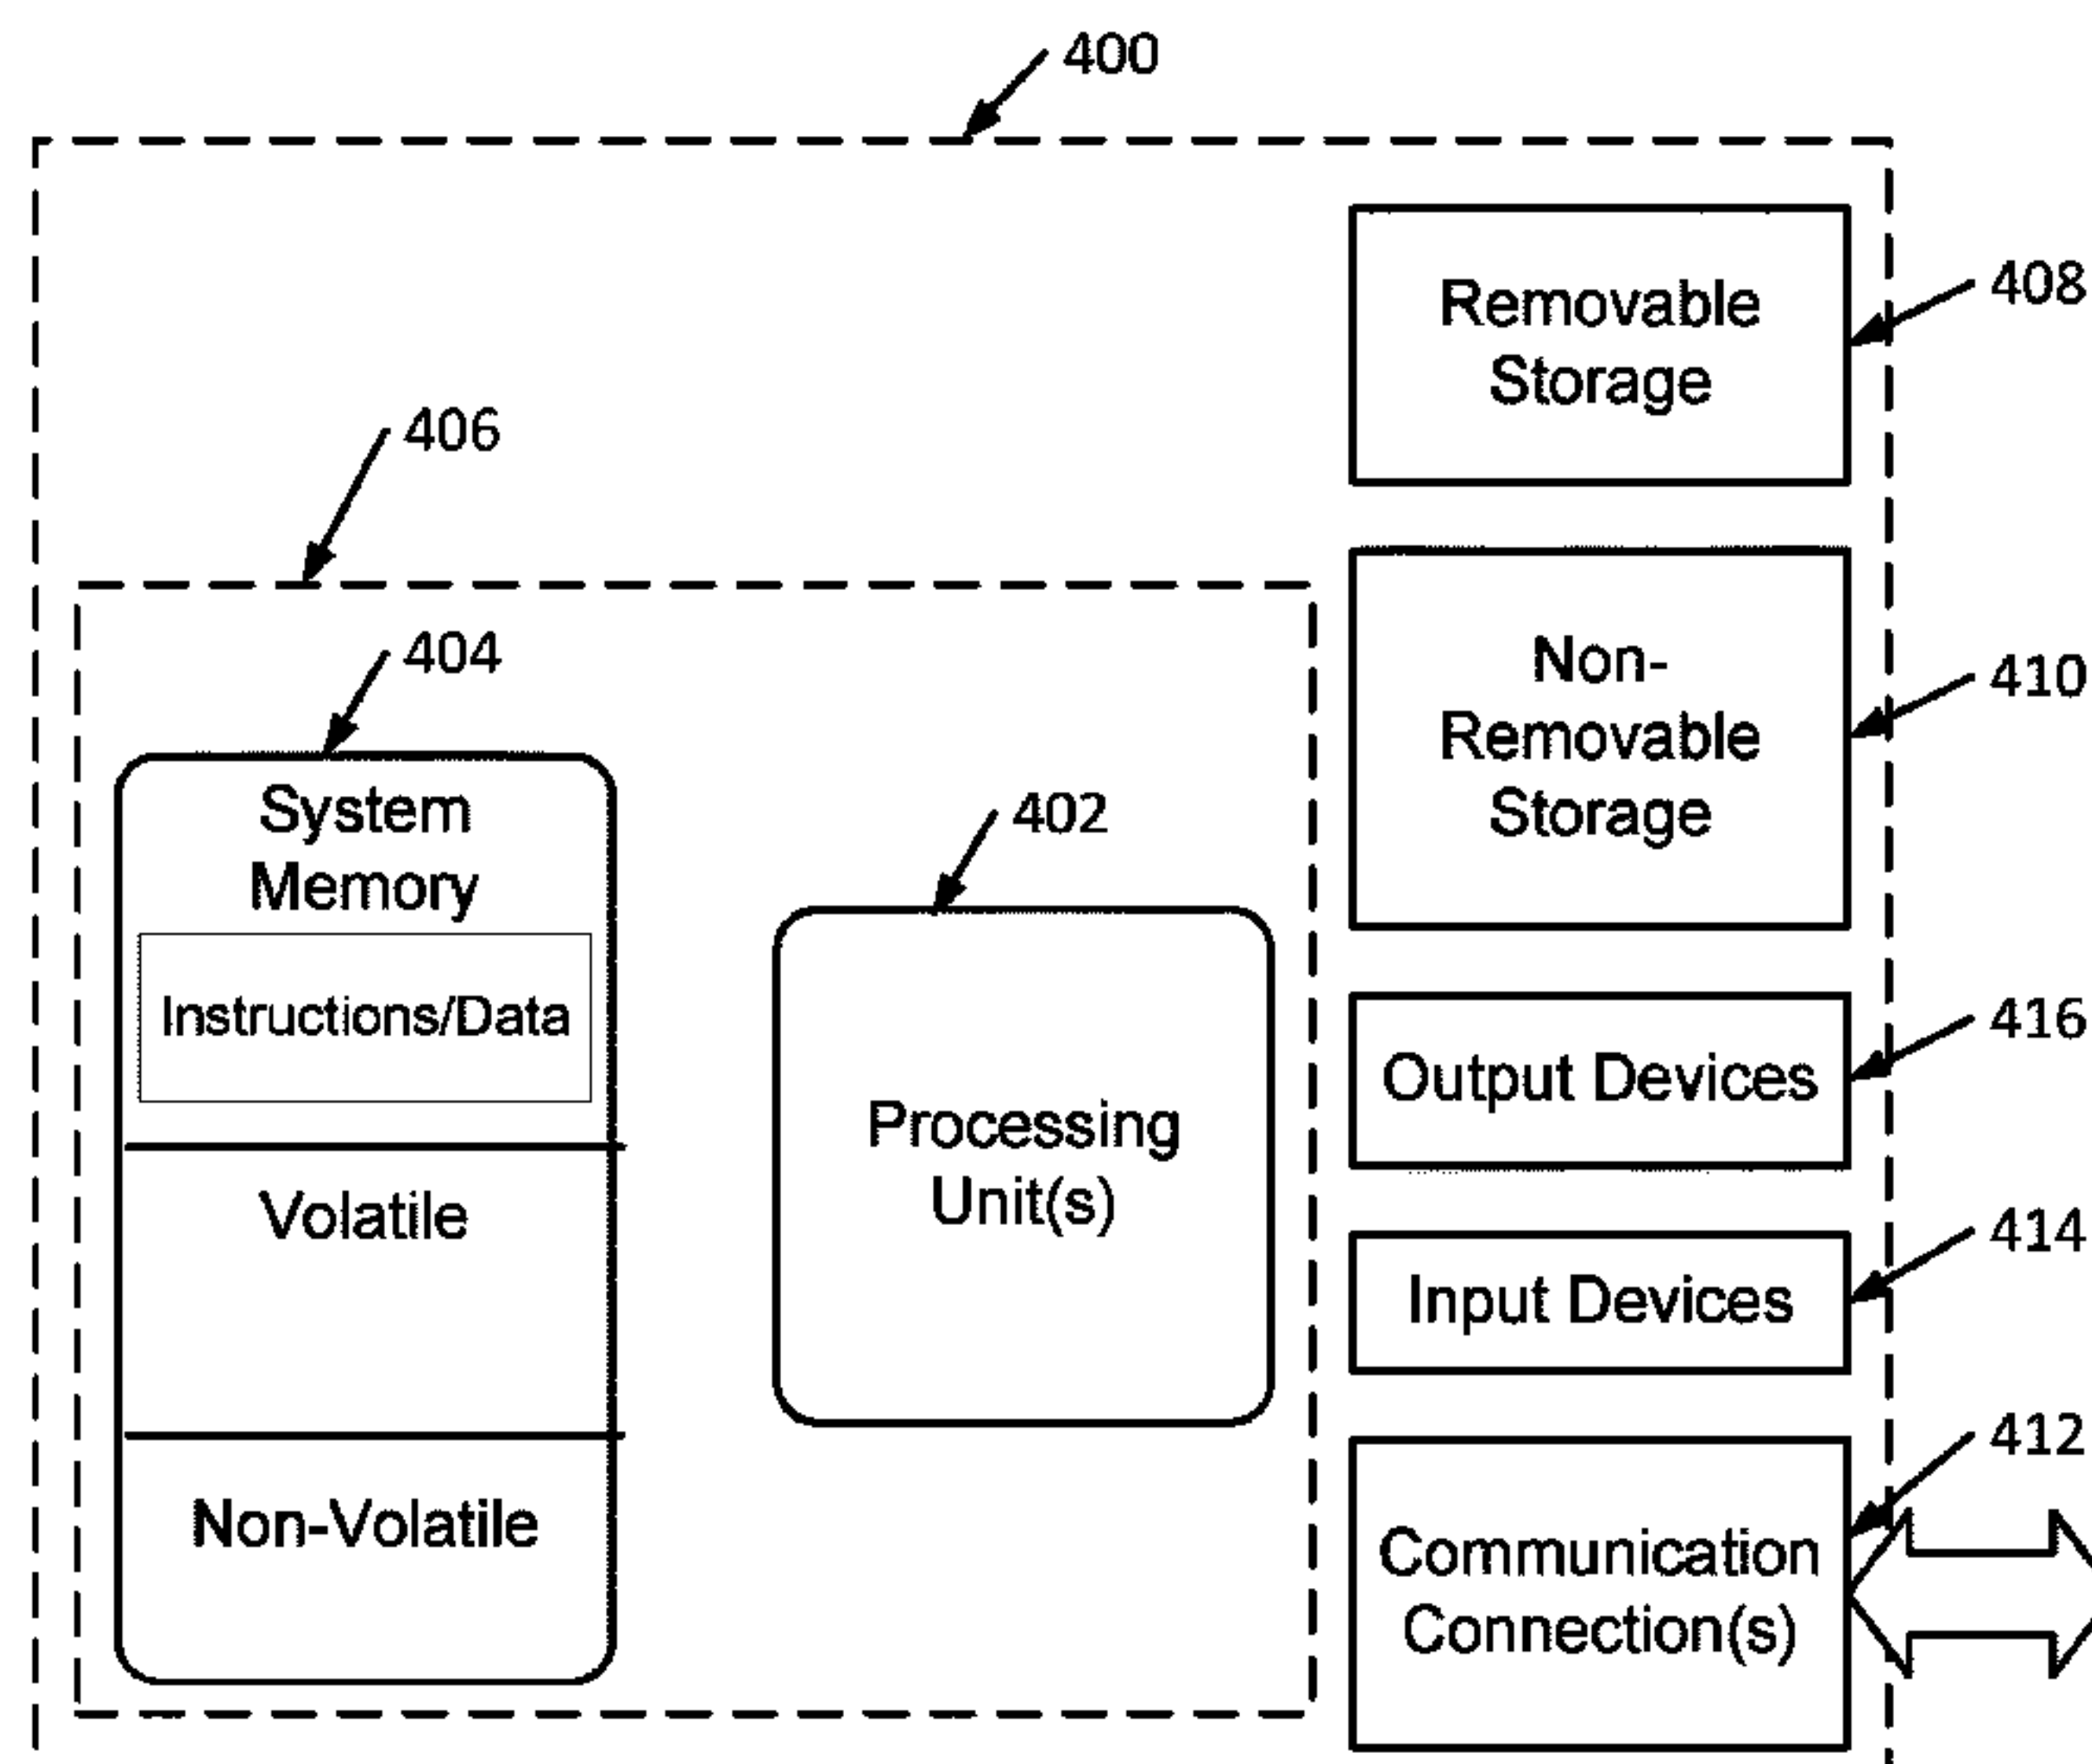 400
Removable
Storage
408
406
Non-
Removable
Storage
410
404
System
Memory
Instructions/Data
Volatile
Non-Volatile
402
Processing
Unit(s)
Output Devices
416
Input Devices
414
Communication
Connection(s)
412